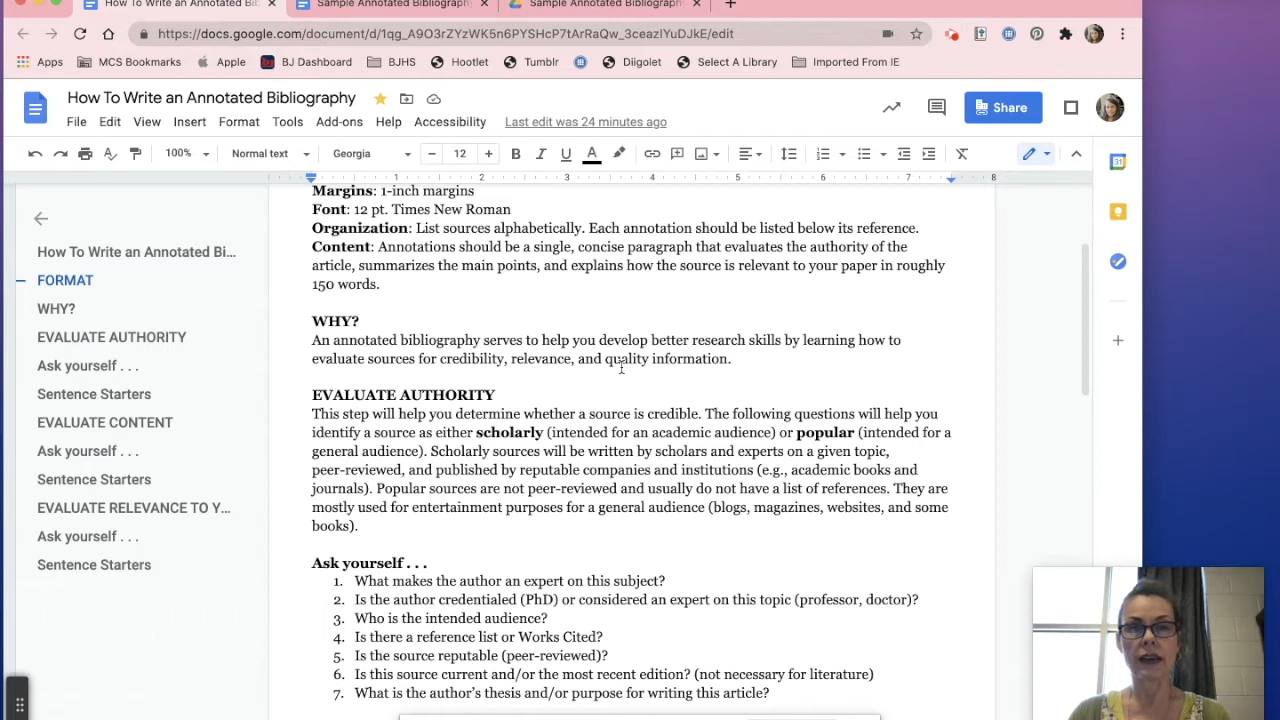 How To Write an Annotated Bib
Sample Annotated Bibliography
Sample Annotated Bibliography
https://docs.google.com/document/d/1qg_A9O3rZYzWK5n6PYSHcP7tArRaQw_3ceazlYuDJkE/edit
Apps MCS Bookmarks Apple BJ Dashboard BJHS Hootlet Tumblr Diigolet Select A Library Imported From IE
How To Write an Annotated Bibliography
Share
File Edit View Insert Format Tools Add-ons Help Accessibility Last edit was 24 minutes ago
100% Normal text Georgia 12
1 2 3 4 5 6 7 8
How To Write an Annotated Bi...
FORMAT
WHY?
EVALUATE AUTHORITY
Ask yourself . . .
Sentence Starters
EVALUATE CONTENT
Ask yourself . . .
Sentence Starters
EVALUATE RELEVANCE TO Y...
Ask yourself . . .
Sentence Starters
Margins: 1-inch margins
Font: 12 pt. Times New Roman
Organization: List sources alphabetically. Each annotation should be listed below its reference.
Content: Annotations should be a single, concise paragraph that evaluates the authority of the
article, summarizes the main points, and explains how the source is relevant to your paper in roughly
150 words.
WHY?
An annotated bibliography serves to help you develop better research skills by learning how to
evaluate sources for credibility, relevance, and quality information.
EVALUATE AUTHORITY
This step will help you determine whether a source is credible. The following questions will help you
identify a source as either scholarly (intended for an academic audience) or popular (intended for a
general audience). Scholarly sources will be written by scholars and experts on a given topic,
peer-reviewed, and published by reputable companies and institutions (e.g., academic books and
journals). Popular sources are not peer-reviewed and usually do not have a list of references. They are
mostly used for entertainment purposes for a general audience (blogs, magazines, websites, and some
books).
Ask yourself . . .
1. What makes the author an expert on this subject?
2. Is the author credentialed (PhD) or considered an expert on this topic (professor, doctor)?
3. Who is the intended audience?
4. Is there a reference list or Works Cited?
5. Is the source reputable (peer-reviewed)?
6. Is this source current and/or the most recent edition? (not necessary for literature)
7. What is the author's thesis and/or purpose for writing this article?